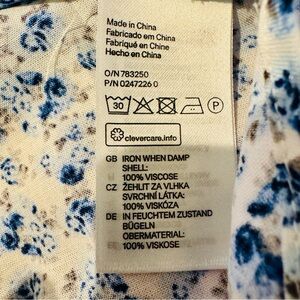 Made in China
Fabricado em China
Fabriqué en Chine
Hecho en China
O/N 783250
P/N 0247226 0
30
P
clevercare.info
GB IRON WHEN DAMP
SHELL:
100% VISCOSE
CZ ŽEHLIT ZA VLHKA
SVRCHNÍ LÁTKA:
100% VISKÓZA
DE IN FEUCHTEM ZUSTAND
BÜGELN
OBERMATERIAL:
100% VISKOSE